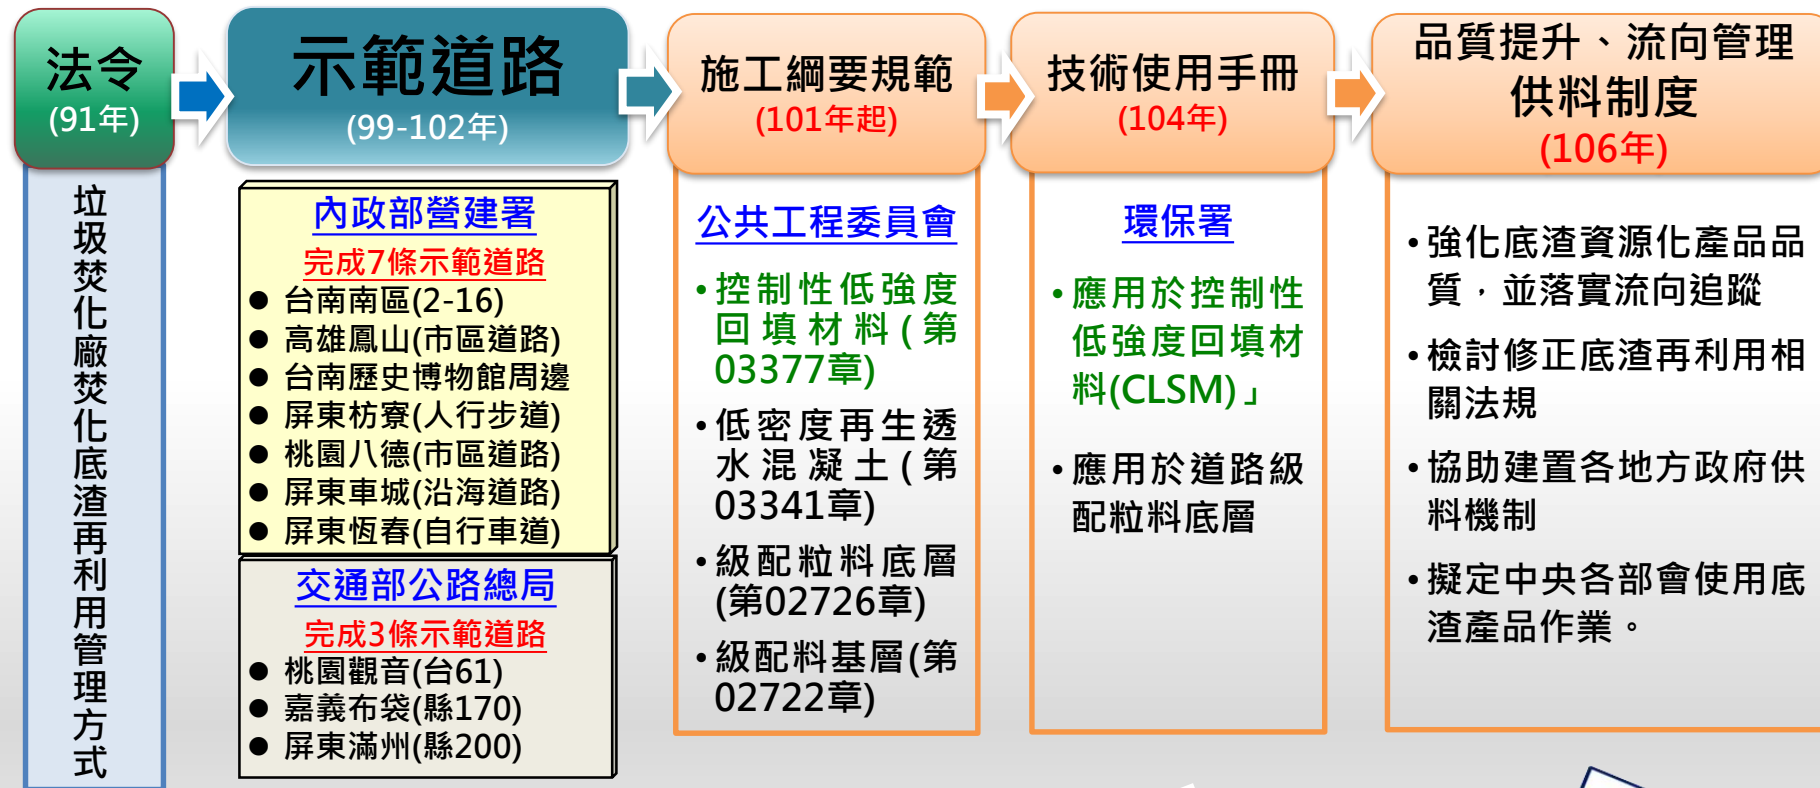 法令
(91年)
垃圾焚化廠焚化底渣再利用管理方式
示範道路
(99-102年)
內政部營建署
完成7條示範道路
● 台南南區(2-16)
● 高雄鳳山(市區道路)
● 台南歷史博物館周邊
● 屏東枋寮(人行步道)
● 桃園八德(市區道路)
● 屏東車城(沿海道路)
● 屏東恆春(自行車道)
交通部公路總局
完成3條示範道路
● 桃園觀音(台61)
● 嘉義布袋(縣170)
● 屏東滿州(縣200)
施工綱要規範
(101年起)
公共工程委員會
•控制性低強度
回填材料(第
03377章)
•低密度再生透
水混凝土(第
03341章)
•級配粒料底層
(第02726章)
•級配料基層(第
02722章)
技術使用手冊
(104年)
環保署
•應用於控制性
低強度回填材
料(CLSM)」
•應用於道路級
配粒料底層
品質提升、流向管理
供料制度
(106年)
•強化底渣資源化產品品
質，並落實流向追蹤
•檢討修正底渣再利用相
關法規
•協助建置各地方政府供
料機制
•擬定中央各部會使用底
渣產品作業。